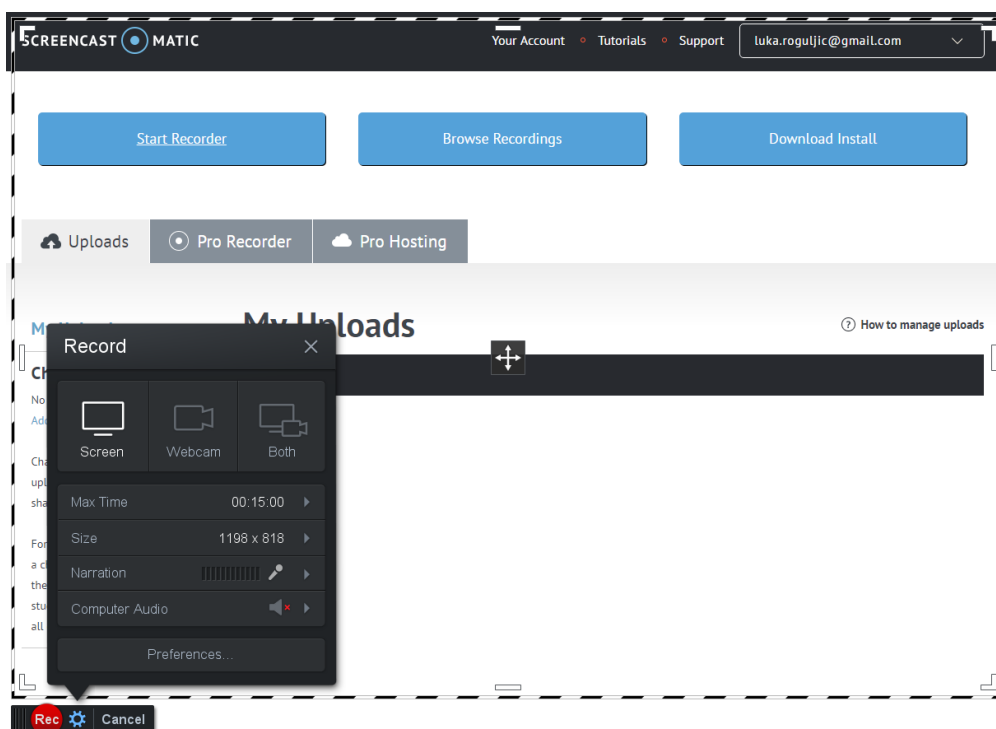 SCREENCAST MATIC
Your Account Tutorials Support luka.roguljic@gmail.com
Start Recorder Browse Recordings Download Install
Uploads Pro Recorder Pro Hosting
My Uploads
? How to manage uploads
Record
Screen Webcam Both
Max Time 00:15:00
Size 1198 x 818
Narration
Computer Audio
Preferences...
Rec Cancel